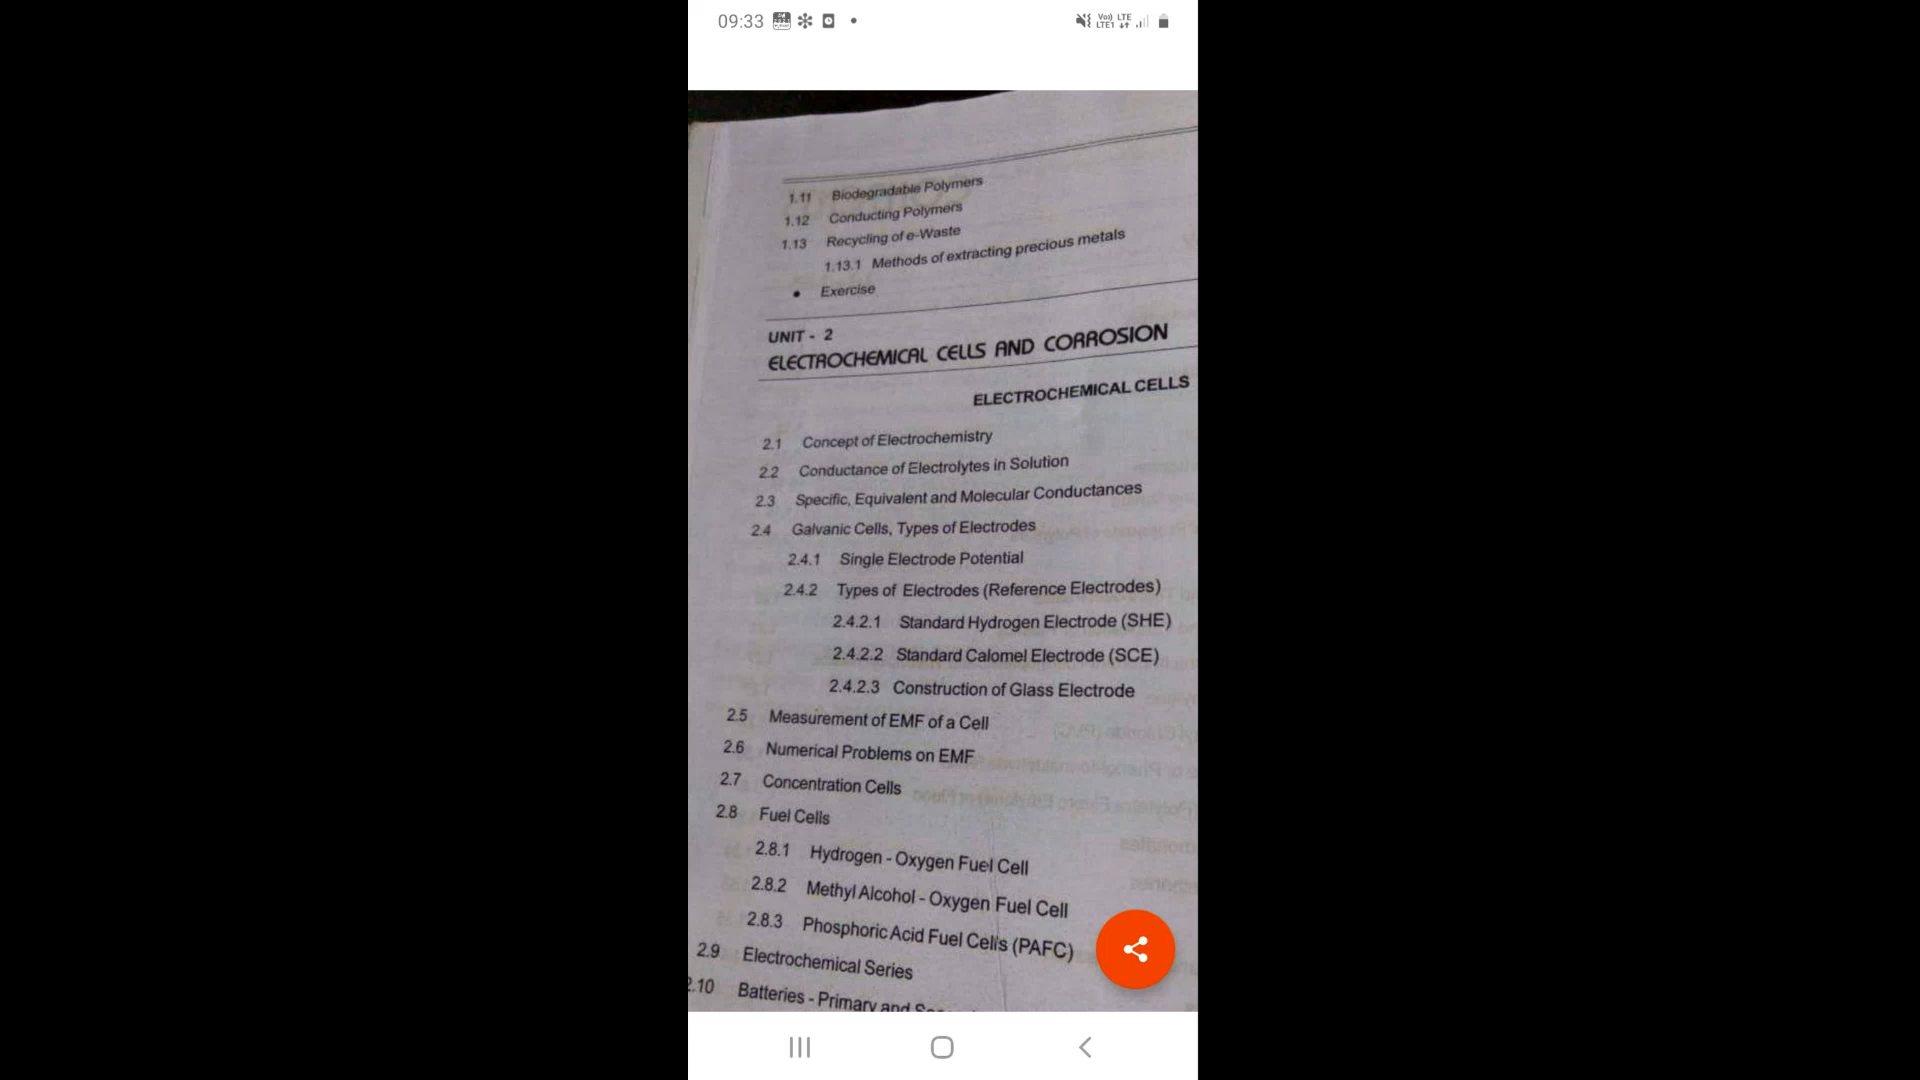 09:33
Vo) LTE
LTE1
1.11 Biodegradable Polymers
1.12 Conducting Polymers
1.13 Recycling of e-Waste
1.13.1 Methods of extracting precious metals
• Exercise
UNIT - 2
ELECTROCHEMICAL CELLS AND CORROSION
ELECTROCHEMICAL CELLS
2.1 Concept of Electrochemistry
2.2 Conductance of Electrolytes in Solution
2.3 Specific, Equivalent and Molecular Conductances
2.4 Galvanic Cells, Types of Electrodes
2.4.1 Single Electrode Potential
2.4.2 Types of Electrodes (Reference Electrodes)
2.4.2.1 Standard Hydrogen Electrode (SHE)
2.4.2.2 Standard Calomel Electrode (SCE)
2.4.2.3 Construction of Glass Electrode
2.5 Measurement of EMF of a Cell
2.6 Numerical Problems on EMF
2.7 Concentration Cells
2.8 Fuel Cells
2.8.1 Hydrogen - Oxygen Fuel Cell
2.8.2 Methyl Alcohol - Oxygen Fuel Cell
2.8.3 Phosphoric Acid Fuel Cells (PAFC)
2.9 Electrochemical Series
2.10 Batteries - Primary and